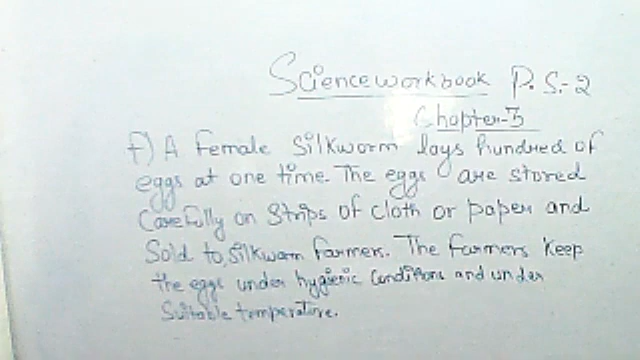 Science workbook P.S.-2
Chapter-3
f) A female Silkworm lays hundred of
eggs at one time. The eggs are stored
Carefully on Strips of cloth or paper and
Sold to silkworm farmers. The farmers keep
the eggs under hygienic Conditions and under
Suitable temperature.